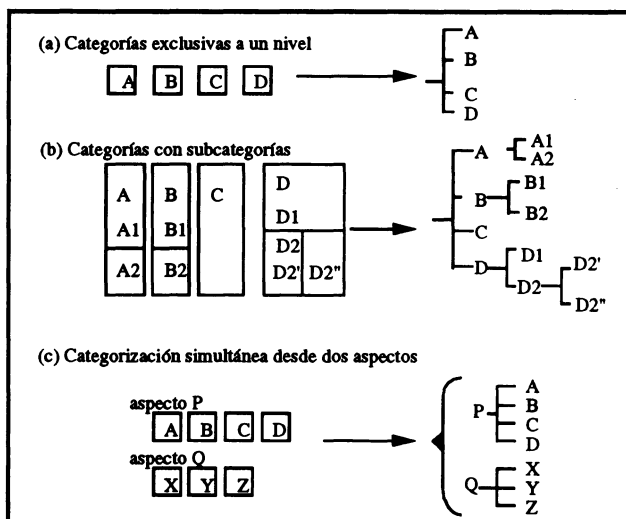 (a) Categorías exclusivas a un nivel
A B C D
A
B
C
D
(b) Categorías con subcategorías
A B C D
A1 B1 D1
A2 B2 D2
D2' D2"
A A1
A2
B B1
B2
C
D D1
D2 D2'
D2"
(c) Categorización simultánea desde dos aspectos
aspecto P
A B C D
aspecto Q
X Y Z
P A
B
C
D
Q X
Y
Z